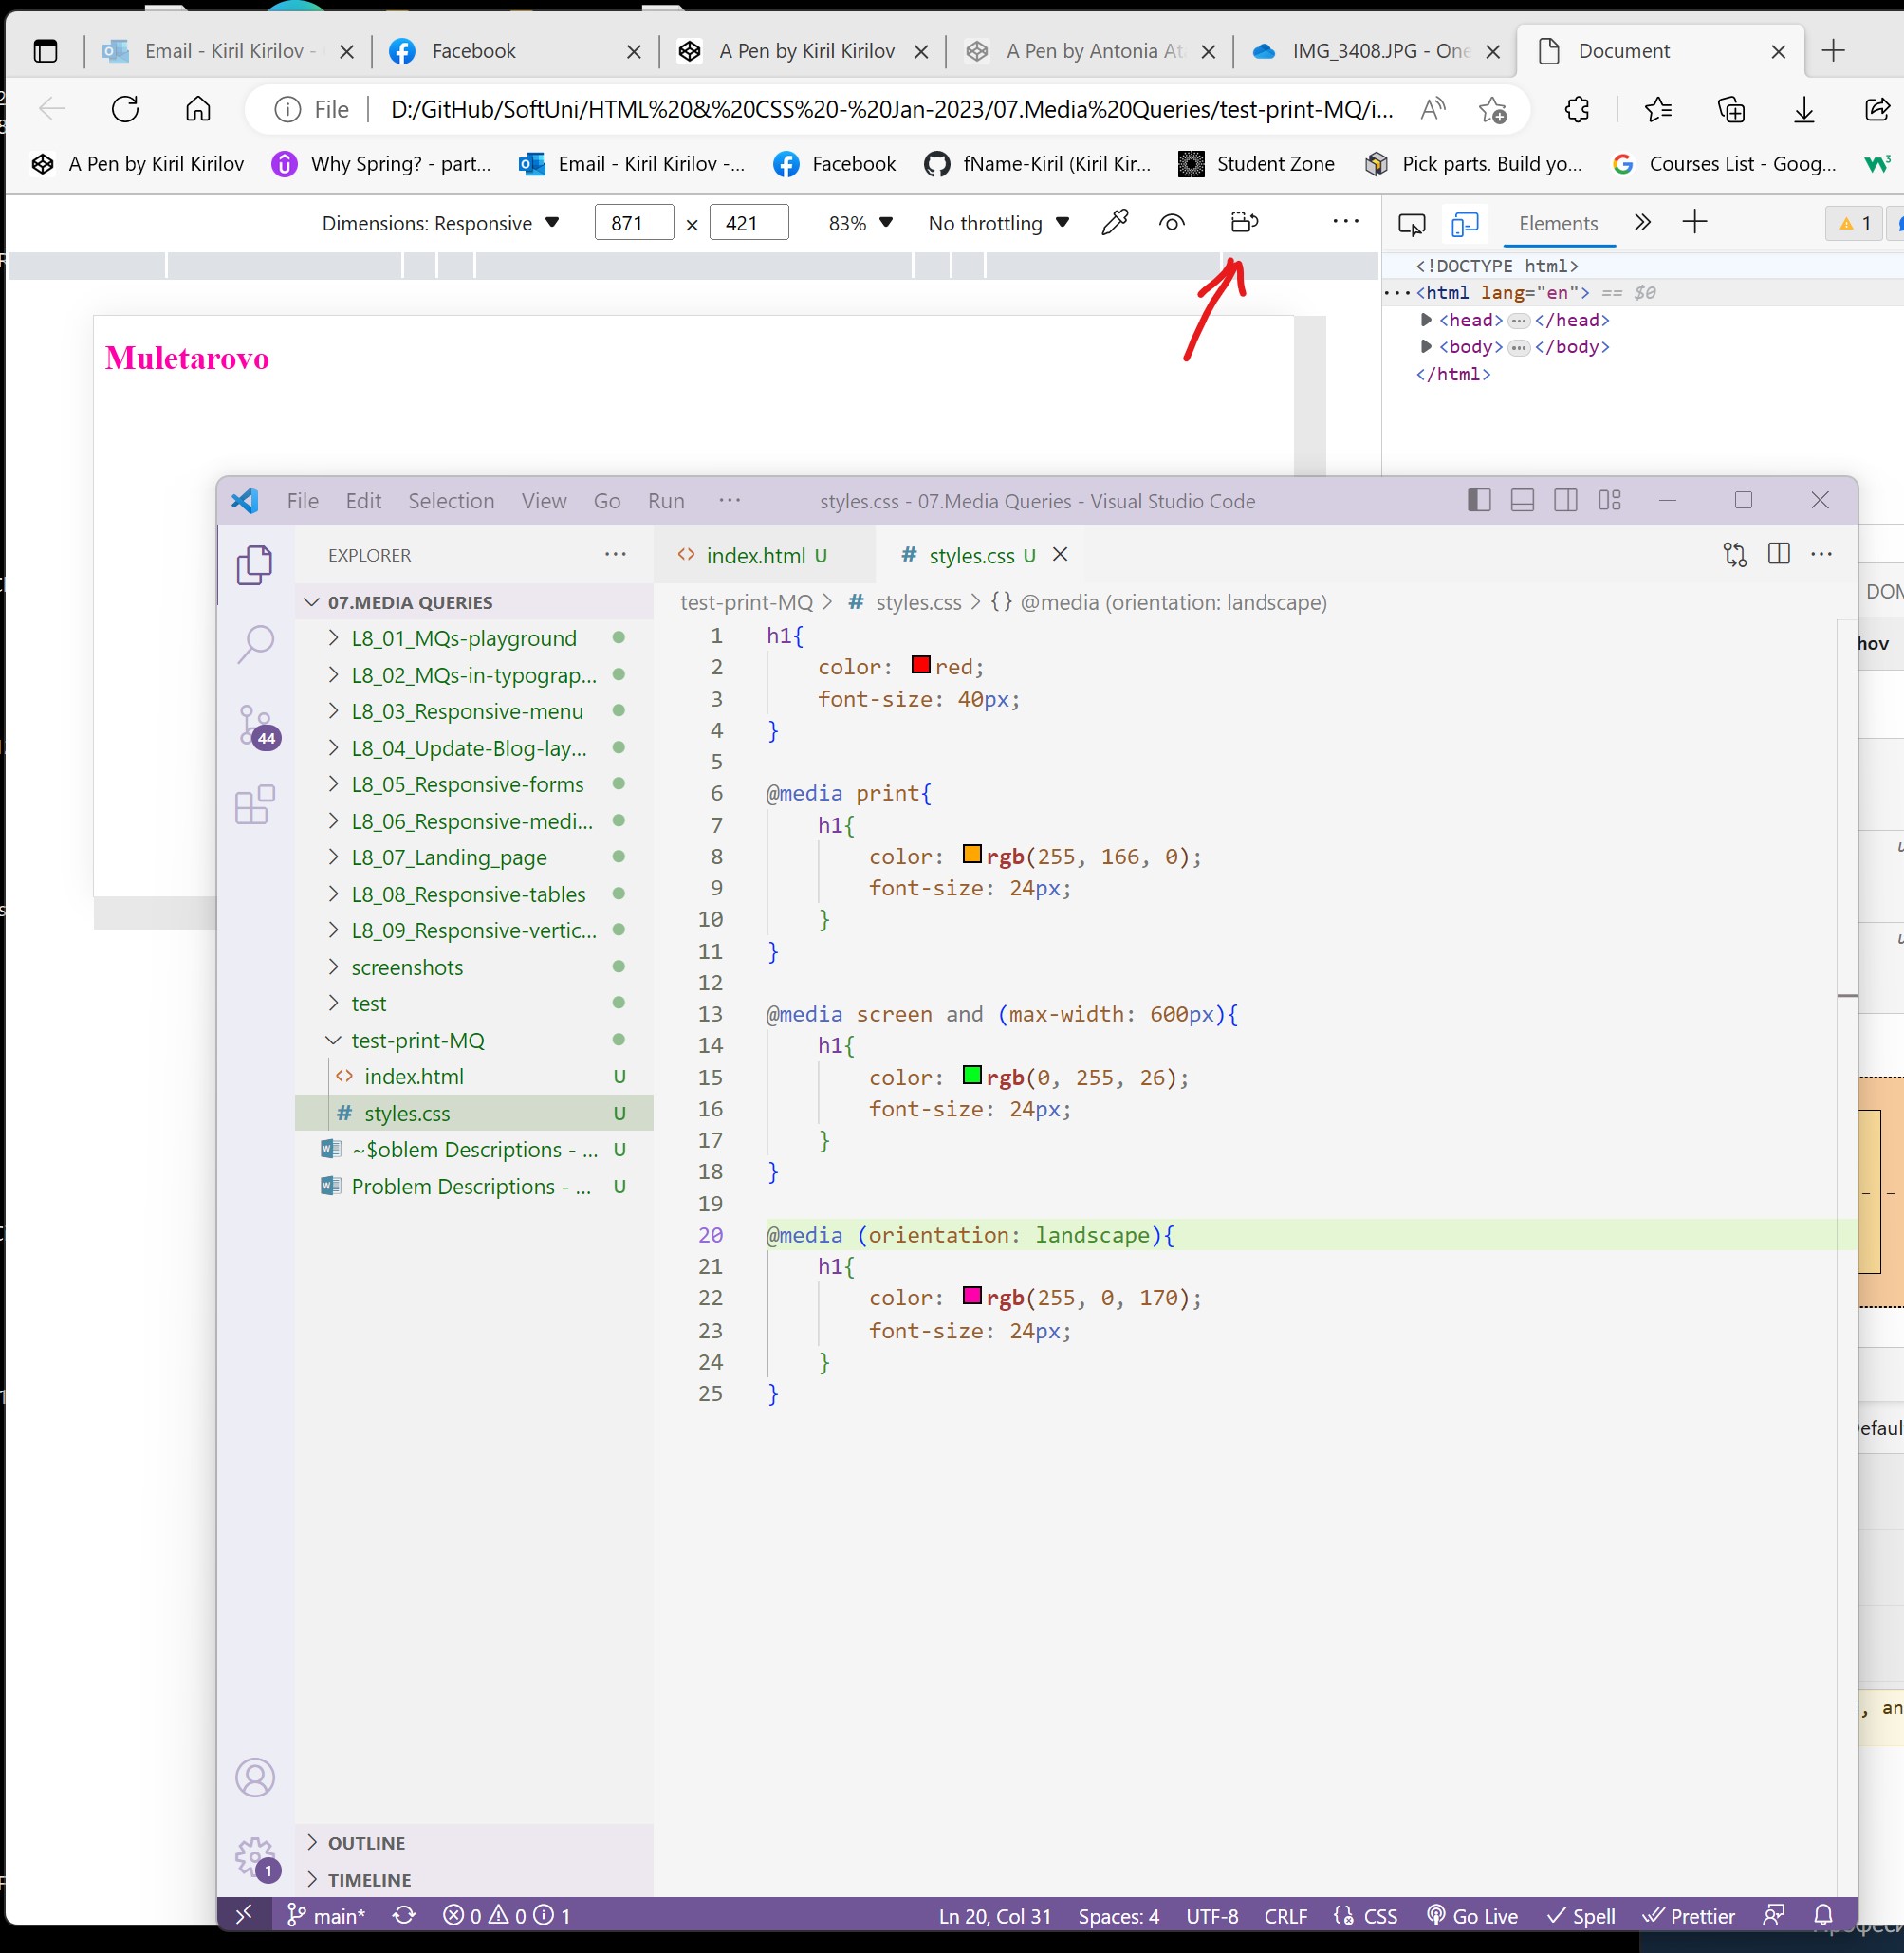 Email - Kiril Kirilov -
Facebook
A Pen by Kiril Kirilov
A Pen by Antonia At
IMG_3408.JPG - One
Document
File
D:/GitHub/SoftUni/HTML%20&%20CSS%20-%20Jan-2023/07.Media%20Queries/test-print-MQ/i...
A Pen by Kiril Kirilov
Why Spring? - part...
Email - Kiril Kirilov -...
Facebook
fName-Kiril (Kiril Kir...
Student Zone
Pick parts. Build yo...
Courses List - Goog...
Dimensions: Responsive
871 × 421
83%
No throttling
Elements
1
<!DOCTYPE html>
<html lang="en"> == $0
<head>…</head>
<body>…</body>
</html>
Muletarovo
File Edit Selection View Go Run ···
styles.css - 07.Media Queries - Visual Studio Code
EXPLORER
07.MEDIA QUERIES
L8_01_MQs-playground
L8_02_MQs-in-typograp...
L8_03_Responsive-menu
L8_04_Update-Blog-lay...
L8_05_Responsive-forms
L8_06_Responsive-medi...
L8_07_Landing_page
L8_08_Responsive-tables
L8_09_Responsive-vertic...
screenshots
test
test-print-MQ
index.html U
styles.css U
~$oblem Descriptions - ... U
Problem Descriptions - ... U
44
OUTLINE
TIMELINE
1
index.html U
styles.css U
test-print-MQ > # styles.css > {} @media (orientation: landscape)
1 h1{
2 color: red;
3 font-size: 40px;
4 }
5
6 @media print{
7 h1{
8 color: rgb(255, 166, 0);
9 font-size: 24px;
10 }
11 }
12
13 @media screen and (max-width: 600px){
14 h1{
15 color: rgb(0, 255, 26);
16 font-size: 24px;
17 }
18 }
19
20 @media (orientation: landscape){
21 h1{
22 color: rgb(255, 0, 170);
23 font-size: 24px;
24 }
25 }
main* 0 0 1
Ln 20, Col 31 Spaces: 4 UTF-8 CRLF CSS Go Live Spell Prettier